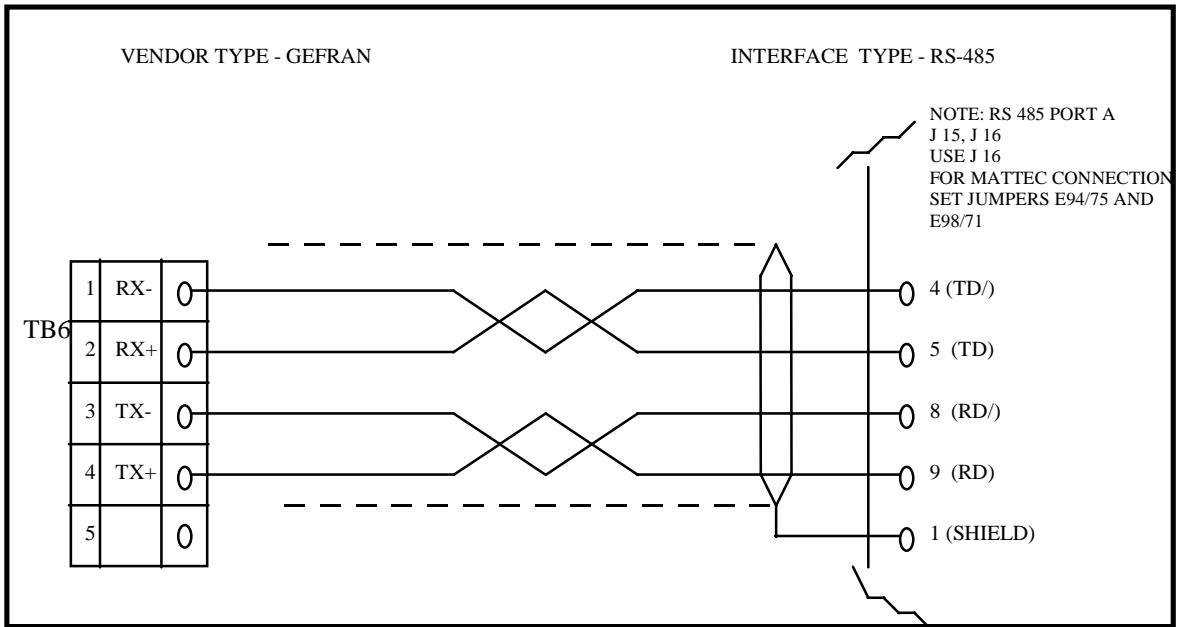 VENDOR TYPE - GEFRAN
INTERFACE TYPE - RS-485
NOTE: RS 485 PORT A
J 15, J 16
USE J 16
FOR MATTEC CONNECTION
SET JUMPERS E94/75 AND
E98/71
TB6
1 RX- 4 (TD/)
2 RX+ 5 (TD)
3 TX- 8 (RD/)
4 TX+ 9 (RD)
5 1 (SHIELD)